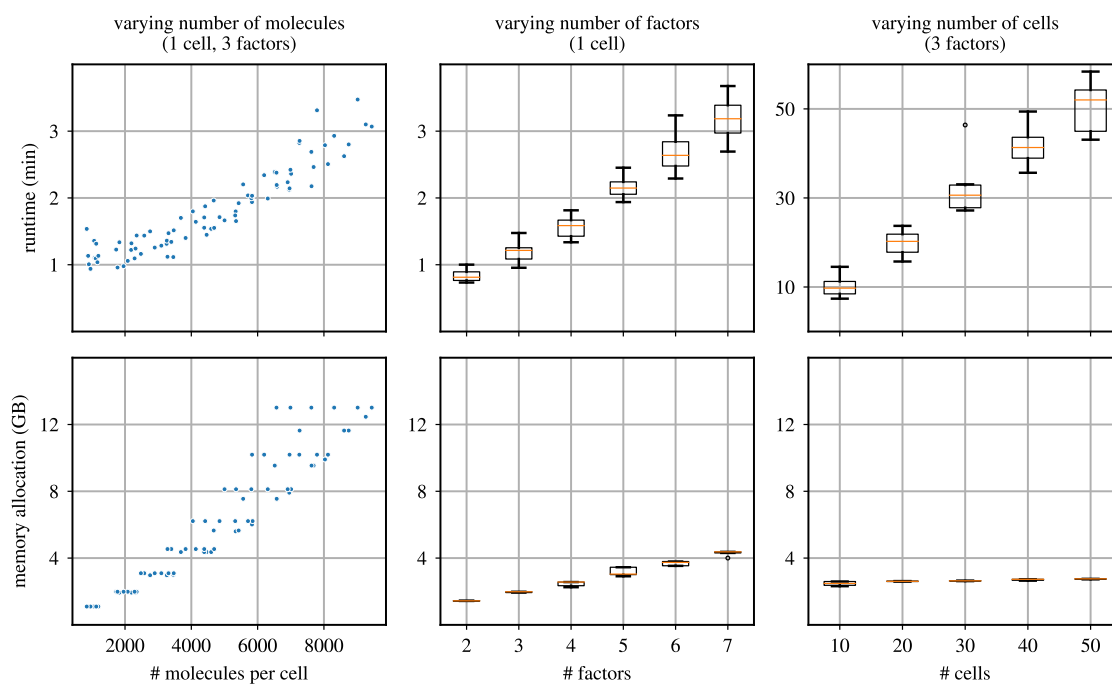 varying number of molecules
(1 cell, 3 factors)
varying number of factors
(1 cell)
varying number of cells
(3 factors)
runtime (min)
3
2
1
3
2
1
50
30
10
memory allocation (GB)
12
8
4
12
8
4
12
8
4
2000 4000 6000 8000
# molecules per cell
2 3 4 5 6 7
# factors
10 20 30 40 50
# cells